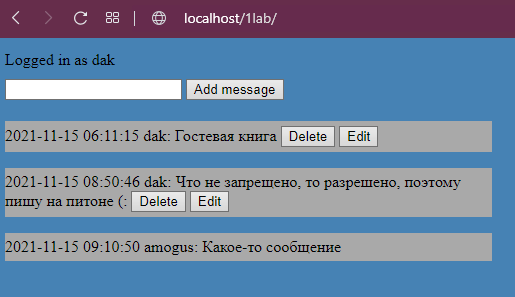 localhost/1lab/
Logged in as dak
Add message
2021-11-15 06:11:15 dak: Гостевая книга Delete Edit
2021-11-15 08:50:46 dak: Что не запрещено, то разрешено, поэтому
пишу на питоне (: Delete Edit
2021-11-15 09:10:50 amogus: Какое-то сообщение